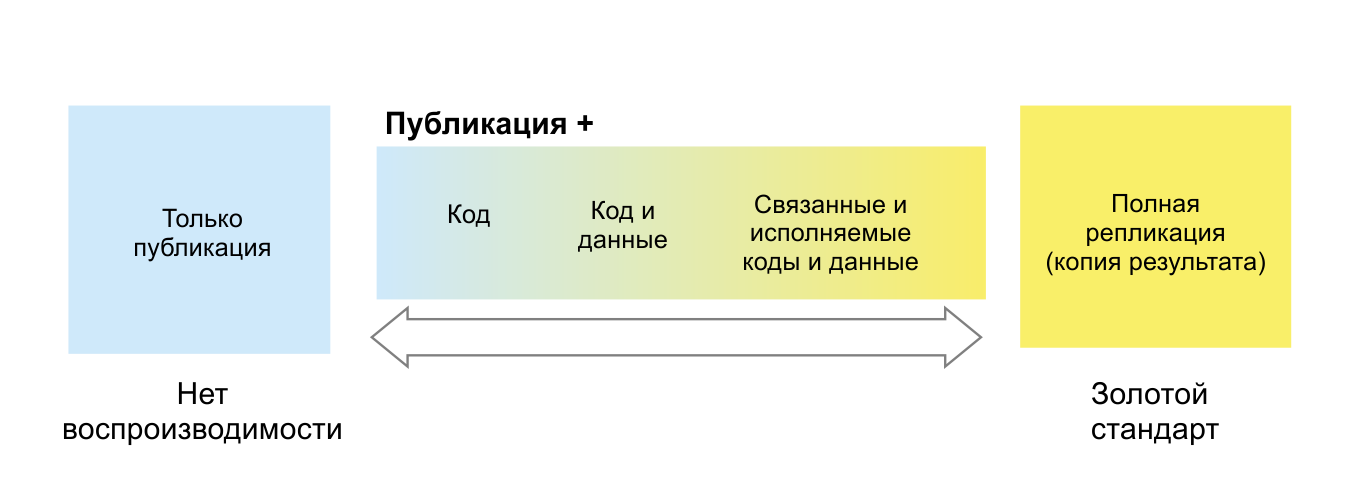 Только
публикация
Публикация +
Код
Код и
данные
Связанные и
исполняемые
коды и данные
Полная
репликация
(копия результата)
Нет
воспроизводимости
Золотой
стандарт